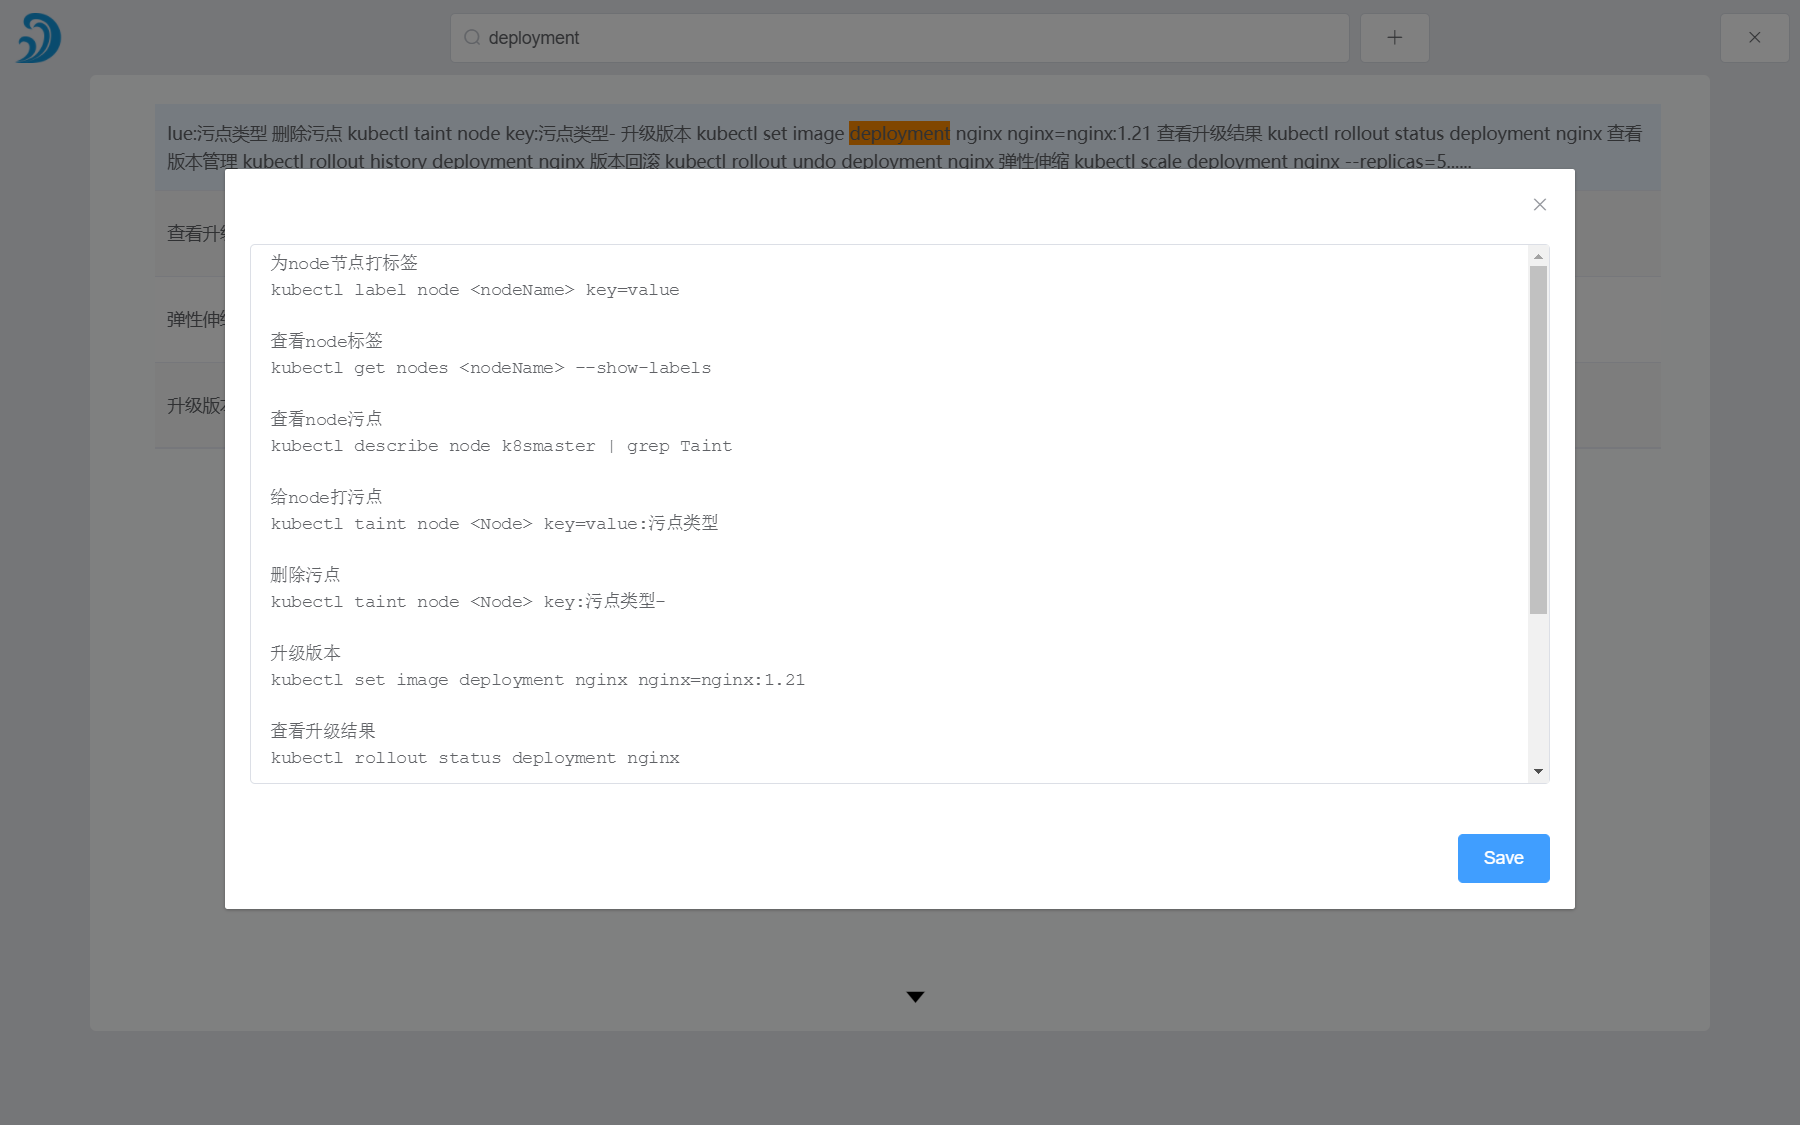 deployment
lue:污点类型 删除污点 kubectl taint node key:污点类型- 升级版本 kubectl set image deployment nginx nginx=nginx:1.21 查看升级结果 kubectl rollout status deployment nginx 查看
版本管理 kubectl rollout history deployment nginx 版本回滚 kubectl rollout undo deployment nginx 弹性伸缩 kubectl scale deployment nginx --replicas=5......
查看升级
弹性伸缩
升级版本
为node节点打标签
kubectl label node <nodeName> key=value
查看node标签
kubectl get nodes <nodeName> --show-labels
查看node污点
kubectl describe node k8smaster | grep Taint
给node打污点
kubectl taint node <Node> key=value:污点类型
删除污点
kubectl taint node <Node> key:污点类型-
升级版本
kubectl set image deployment nginx nginx=nginx:1.21
查看升级结果
kubectl rollout status deployment nginx
Save